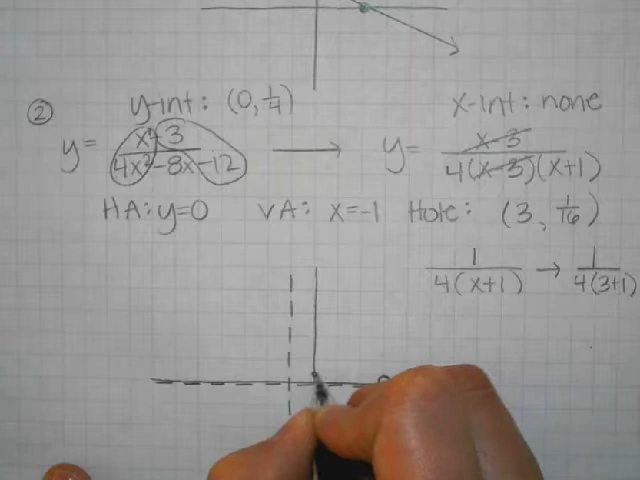 ② y-int: (0, 1/4) x-int: none
y = x-3 / 4x²-8x-12 → y = x-3 / 4(x-3)(x+1)
HA: y=0 VA: x=-1 Hole: (3, 1/16)
1 / 4(x+1) → 1 / 4(3+1)